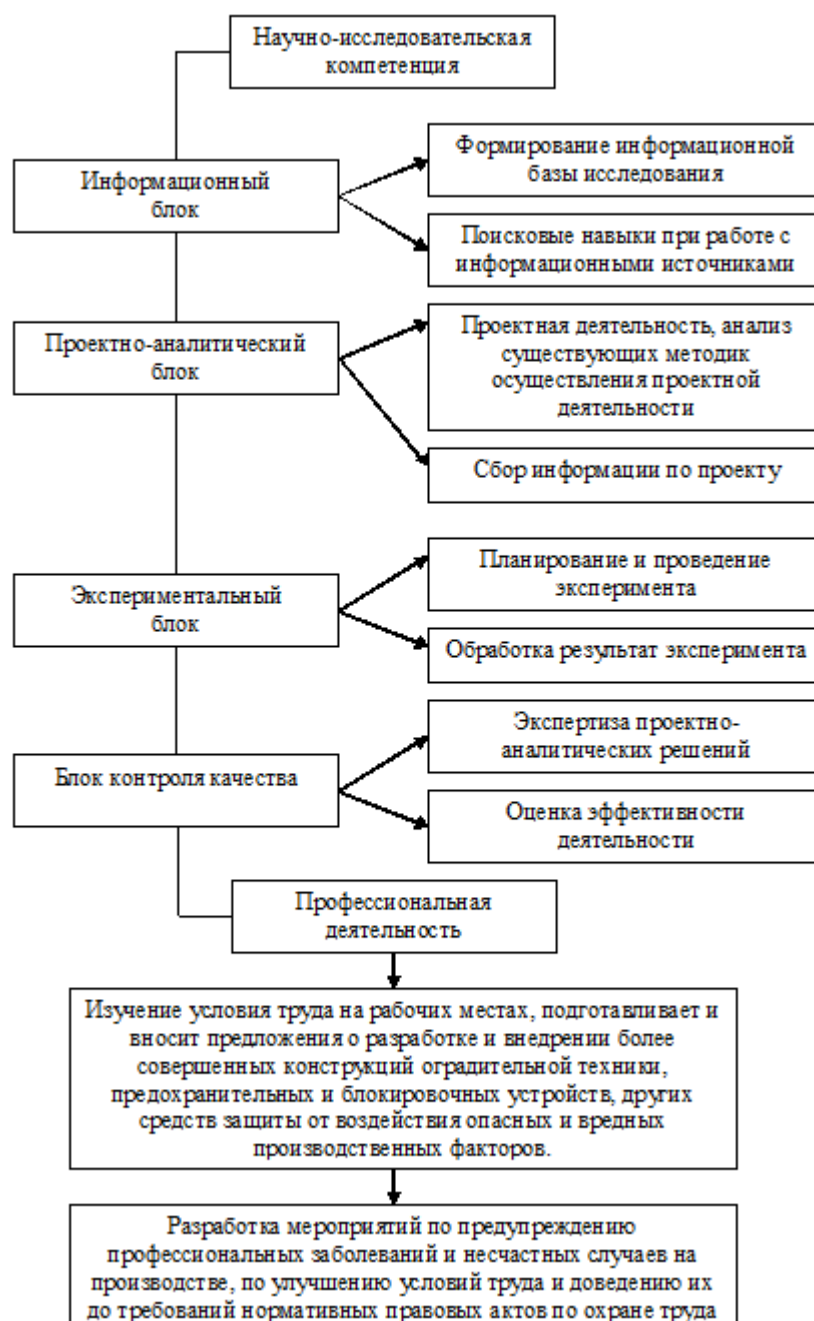 Научно-исследовательская
компетенция
Информационный
блок
Формирование информационной
базы исследования
Поисковые навыки при работе с
информационными источниками
Проектно-аналитический
блок
Проектная деятельность, анализ
существующих методик
осуществления проектной
деятельности
Сбор информации по проекту
Экспериментальный
блок
Планирование и проведение
эксперимента
Обработка результат эксперимента
Блок контроля качества
Экспертиза проектно-
аналитических решений
Оценка эффективности
деятельности
Профессиональная
деятельность
Изучение условия труда на рабочих местах, подготавливает и
вносит предложения о разработке и внедрении более
совершенных конструкций оградительной техники,
предохранительных и блокировочных устройств, других
средств защиты от воздействия опасных и вредных
производственных факторов.
Разработка мероприятий по предупреждению
профессиональных заболеваний и несчастных случаев на
производстве, по улучшению условий труда и доведению их
до требований нормативных правовых актов по охране труда